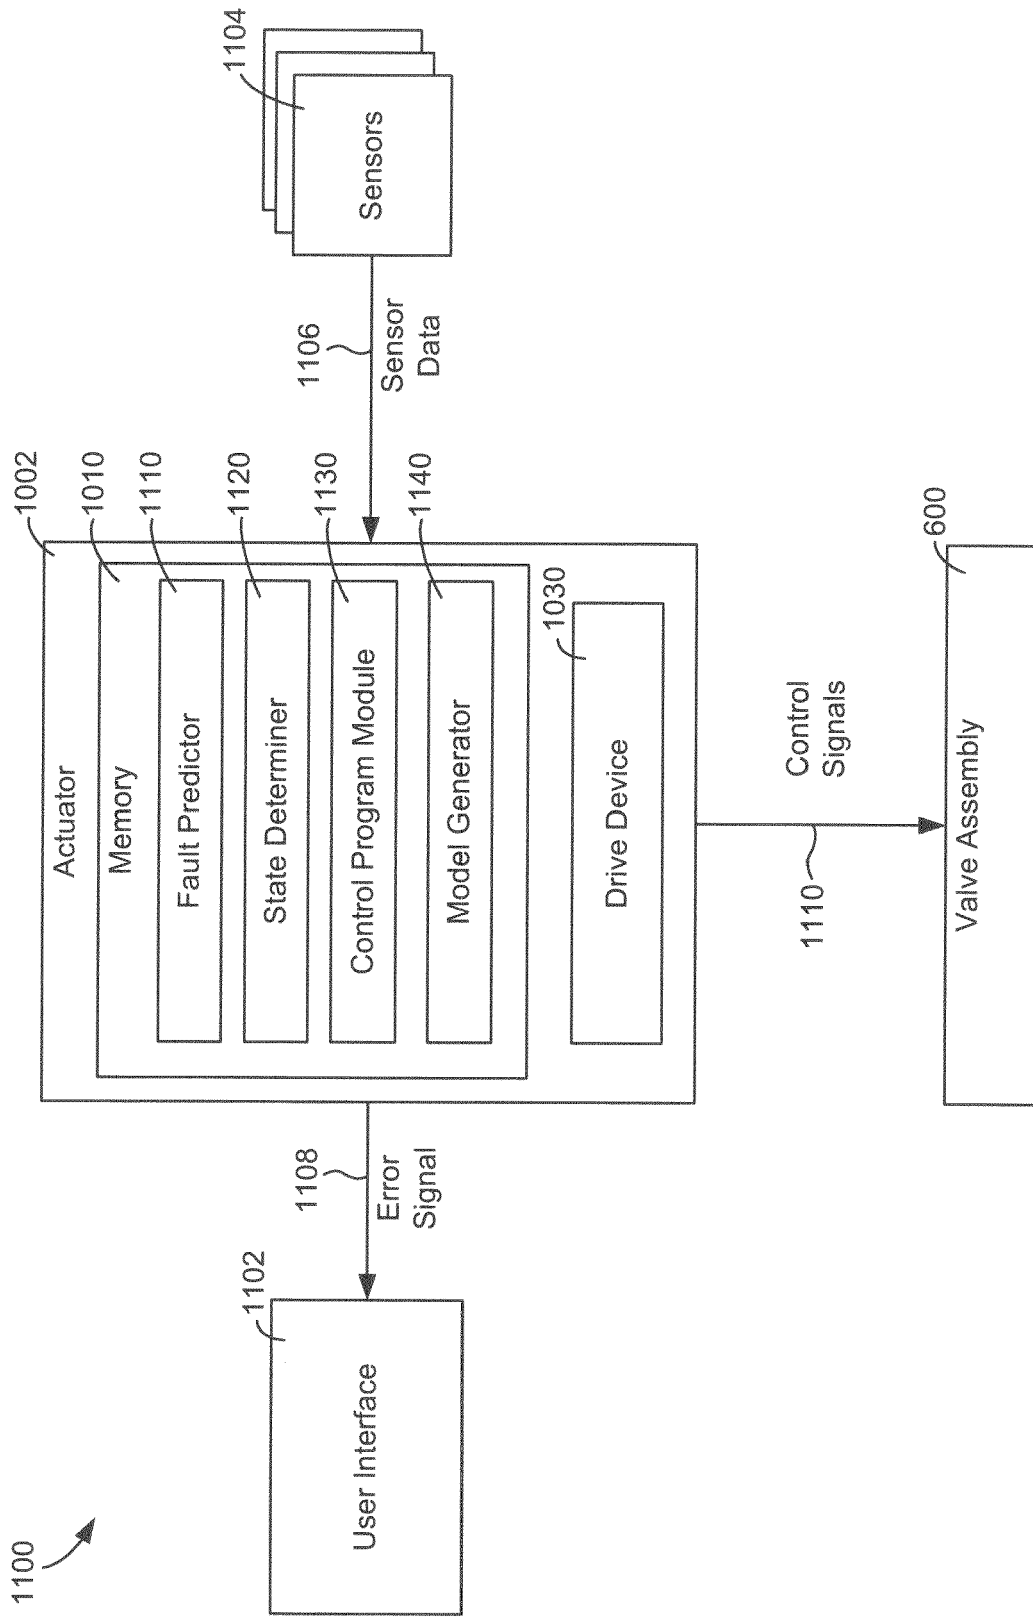 1100
User Interface
1102
1108
Error
Signal
Actuator
1002
Memory
1010
Fault Predictor
1110
State Determiner
1120
Control Program Module
1130
Model Generator
1140
Drive Device
1030
1106
Sensor
Data
Sensors
1104
1110
Control
Signals
Valve Assembly
600